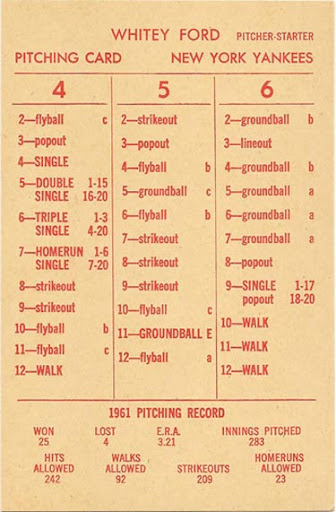 WHITEY FORD PITCHER-STARTER
PITCHING CARD NEW YORK YANKEES
4
2—flyball c
3—popout
4—SINGLE
5—DOUBLE 1-15
SINGLE 16-20
6—TRIPLE 1-3
SINGLE 4-20
7—HOMERUN 1-6
SINGLE 7-20
8—strikeout
9—strikeout
10—flyball b
11—flyball c
12—WALK
5
2—strikeout
3—popout
4—flyball b
5—groundball c
6—flyball b
7—strikeout
8—strikeout
9—strikeout
10—flyball c
11—GROUNDBALL E
12—flyball a
6
2—groundball b
3—lineout
4—groundball b
5—groundball a
6—groundball a
7—groundball a
8—popout
9—SINGLE 1-17
popout 18-20
10—WALK
11—WALK
12—WALK
1961 PITCHING RECORD
WON LOST E.R.A. INNINGS PITCHED
25 4 3.21 283
HITS WALKS HOMERUNS
ALLOWED ALLOWED STRIKEOUTS ALLOWED
242 92 209 23